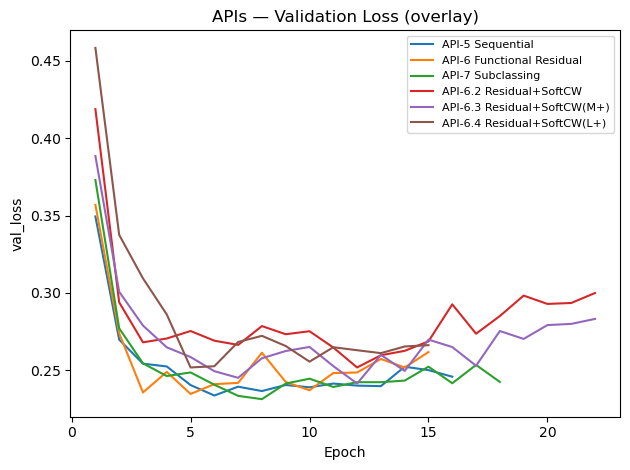 APIs — Validation Loss (overlay)
API-5 Sequential
API-6 Functional Residual
API-7 Subclassing
API-6.2 Residual+SoftCW
API-6.3 Residual+SoftCW(M+)
API-6.4 Residual+SoftCW(L+)
val_loss
0.45
0.40
0.35
0.30
0.25
0
5
10
15
20
Epoch